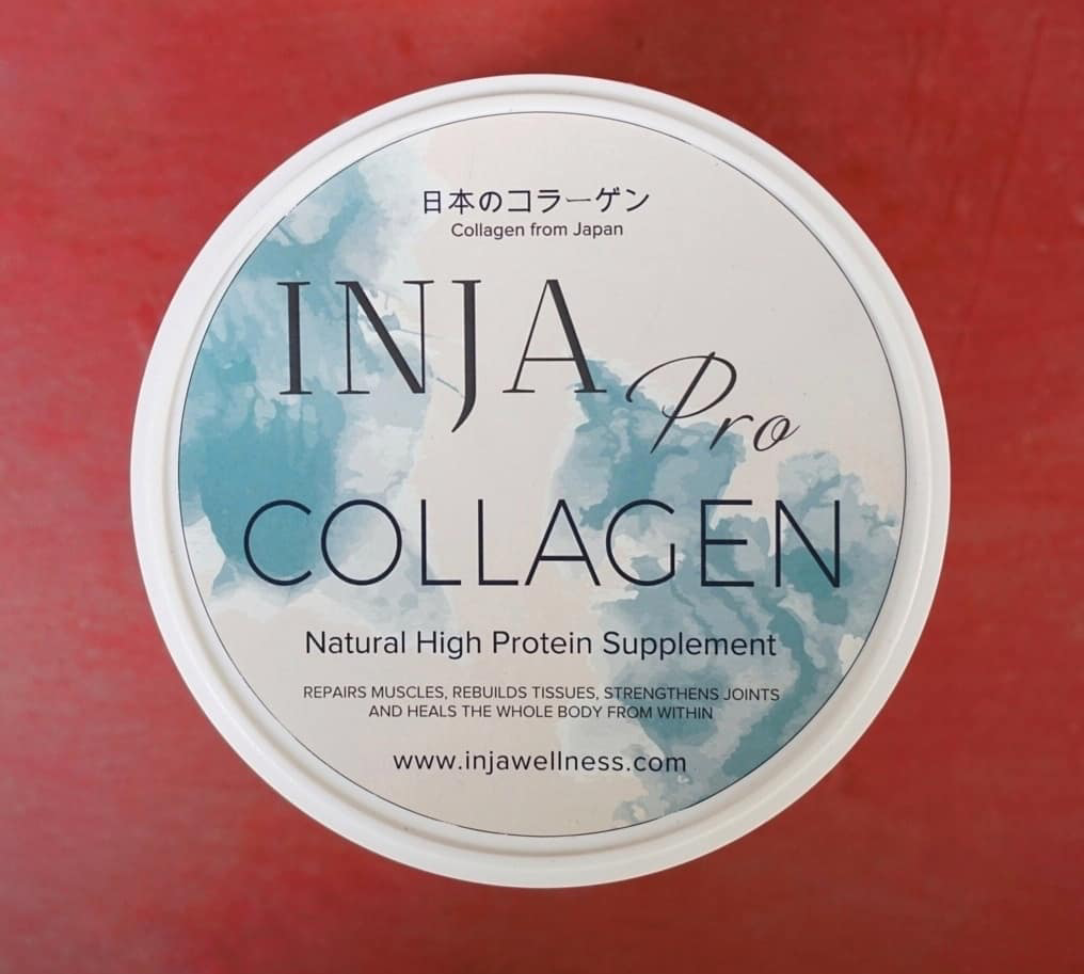 日本のコラーゲン
Collagen from Japan
INJA Pro
COLLAGEN
Natural High Protein Supplement
REPAIRS MUSCLES, REBUILDS TISSUES, STRENGTHENS JOINTS
AND HEALS THE WHOLE BODY FROM WITHIN
www.injawellness.com